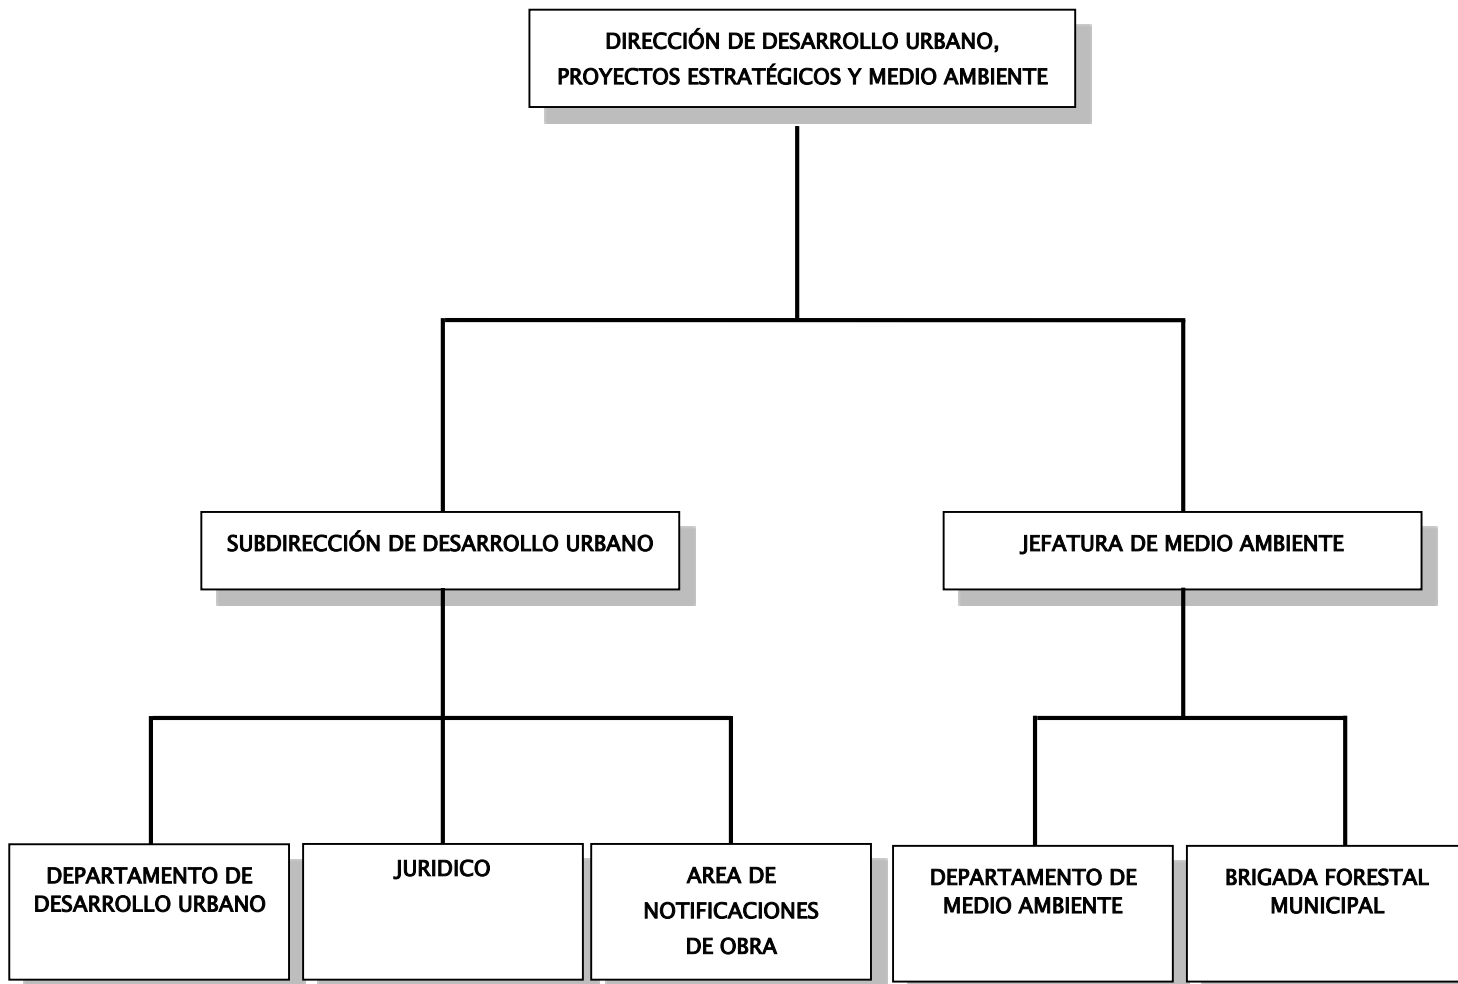 DIRECCIÓN DE DESARROLLO URBANO,
PROYECTOS ESTRATÉGICOS Y MEDIO AMBIENTE
SUBDIRECCIÓN DE DESARROLLO URBANO
JEFATURA DE MEDIO AMBIENTE
DEPARTAMENTO DE
DESARROLLO URBANO
JURIDICO
AREA DE
NOTIFICACIONES
DE OBRA
DEPARTAMENTO DE
MEDIO AMBIENTE
BRIGADA FORESTAL
MUNICIPAL